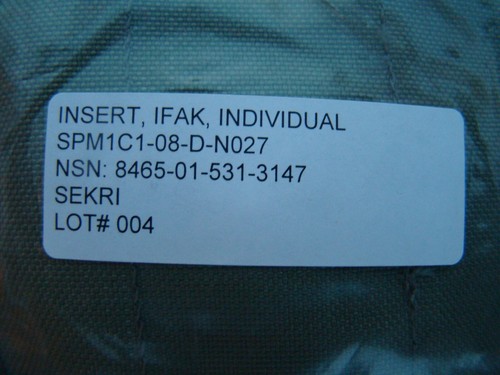 INSERT, IFAK, INDIVIDUAL
SPM1C1-08-D-N027
NSN: 8465-01-531-3147
SEKRI
LOT# 004